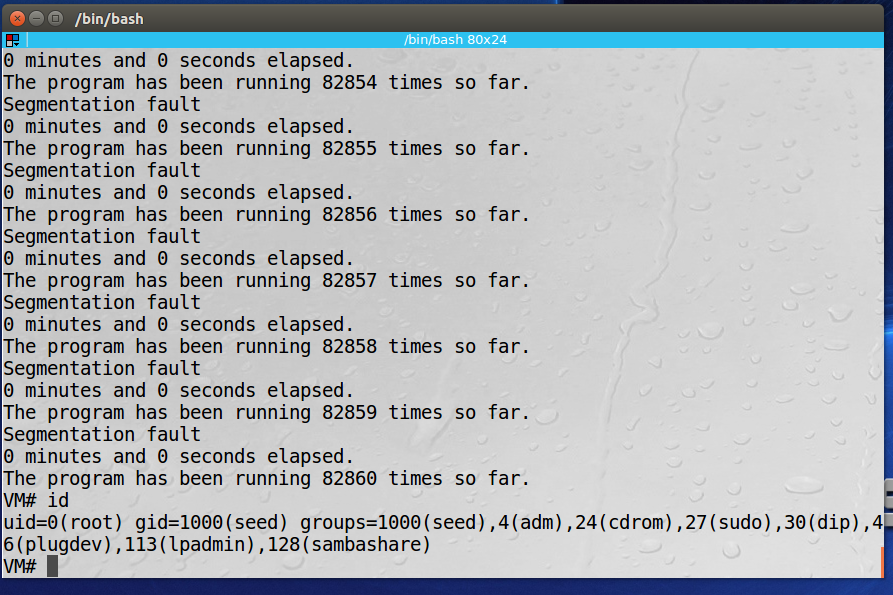 /bin/bash
/bin/bash 80x24
0 minutes and 0 seconds elapsed.
The program has been running 82854 times so far.
Segmentation fault
0 minutes and 0 seconds elapsed.
The program has been running 82855 times so far.
Segmentation fault
0 minutes and 0 seconds elapsed.
The program has been running 82856 times so far.
Segmentation fault
0 minutes and 0 seconds elapsed.
The program has been running 82857 times so far.
Segmentation fault
0 minutes and 0 seconds elapsed.
The program has been running 82858 times so far.
Segmentation fault
0 minutes and 0 seconds elapsed.
The program has been running 82859 times so far.
Segmentation fault
0 minutes and 0 seconds elapsed.
The program has been running 82860 times so far.
VM# id
uid=0(root) gid=1000(seed) groups=1000(seed),4(adm),24(cdrom),27(sudo),30(dip),4
6(plugdev),113(lpadmin),128(sambashare)
VM#